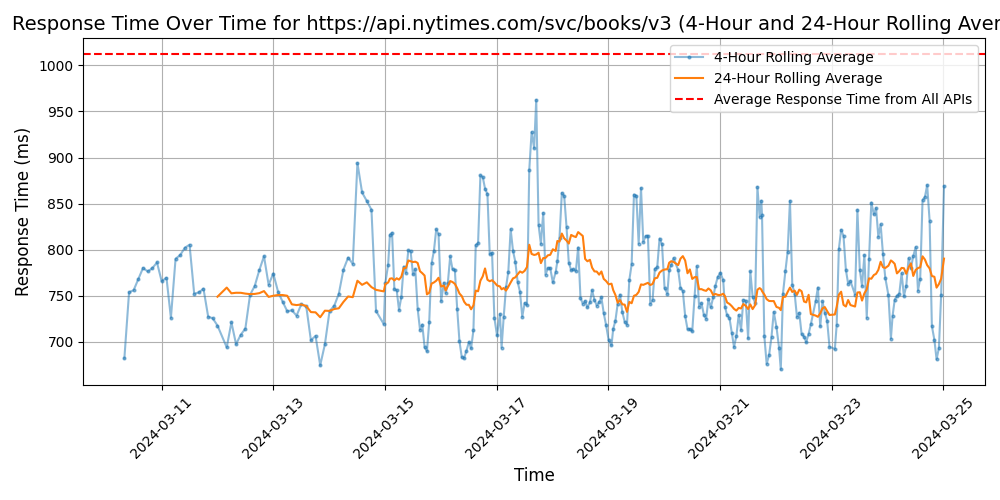 Response Time Over Time for https://api.nytimes.com/svc/books/v3 (4-Hour and 24-Hour Rolling Aver
4-Hour Rolling Average
24-Hour Rolling Average
Average Response Time from All APIs
Response Time (ms)
1000
950
900
850
800
750
700
2024-03-11
2024-03-13
2024-03-15
2024-03-17
2024-03-19
2024-03-21
2024-03-23
2024-03-25
Time